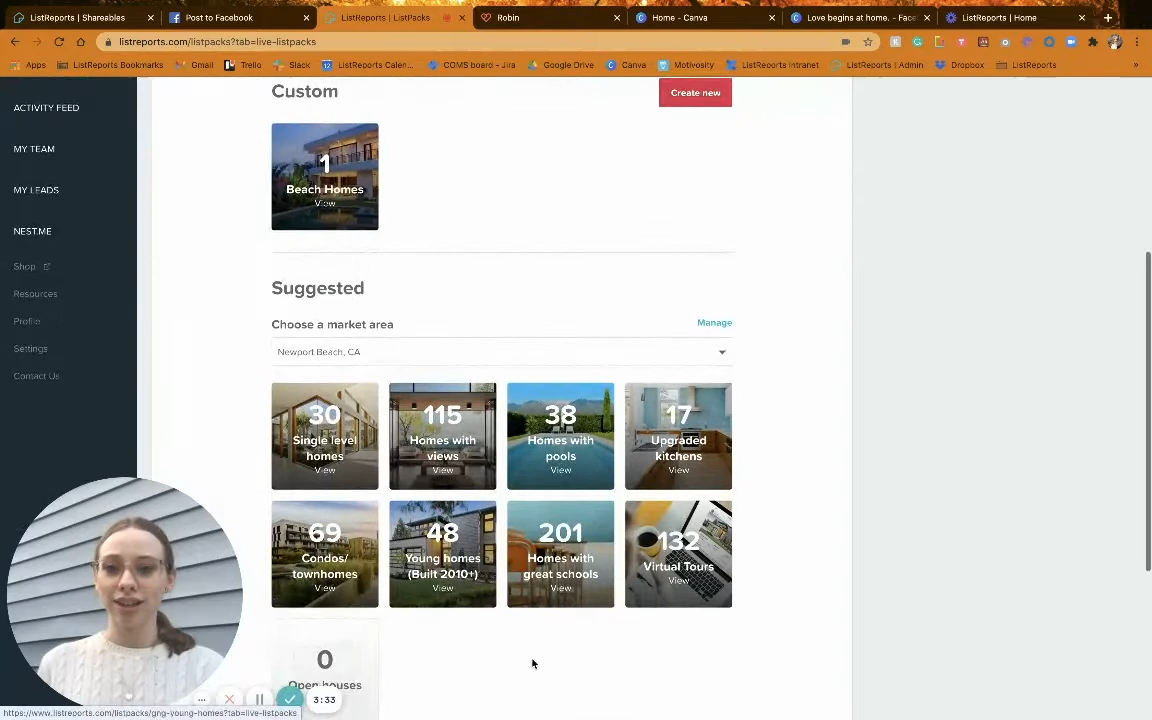 ListReports | Shareables
Post to Facebook
ListReports | ListPacks
Robin
Home - Canva
Love begins at home. - Face
ListReports | Home
listreports.com/listpacks?tab=live-listpacks
Apps
ListReports Bookmarks
Gmail
Trello
Slack
ListReports Calen...
COMS board - Jira
Google Drive
Canva
Motivosity
ListReports Intranet
ListReports | Admin
Dropbox
ListReports
»
ACTIVITY FEED
MY TEAM
MY LEADS
NEST.ME
Shop
Resources
Profile
Settings
Contact Us
Custom
Create new
1
Beach Homes
View
Suggested
Choose a market area
Manage
Newport Beach, CA
30
Single level
homes
View
115
Homes with
views
View
38
Homes with
pools
View
17
Upgraded
kitchens
View
69
Condos/
townhomes
View
48
Young homes
(Built 2010+)
View
201
Homes with
great schools
View
132
Virtual Tours
View
0
Open houses
3:33
https://www.listreports.com/listpacks/gng-young-homes?tab=live-listpacks